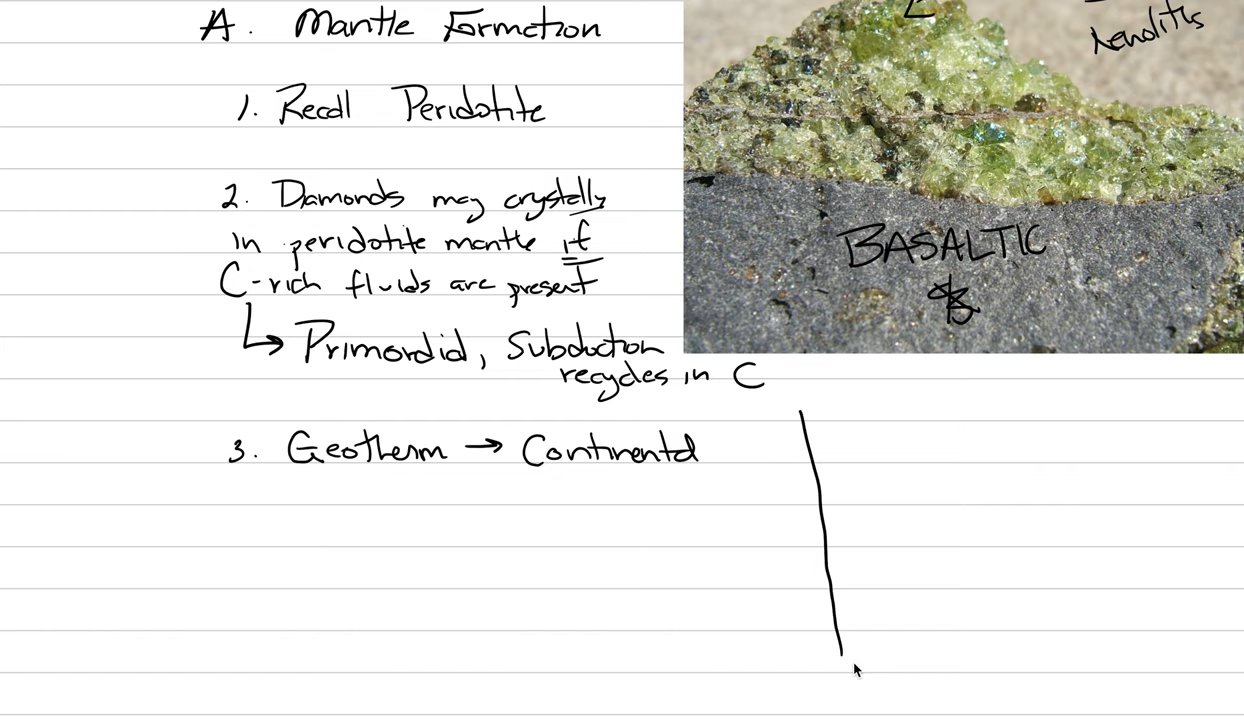 A. Mantle Formation
1. Recall Peridotite
2. Diamonds may crystally
in peridotite mantle if
C-rich fluids are present
↳ Primordial, Subduction
recycles in C
3. Geotherm → Continental
xenoliths
BASALTIC